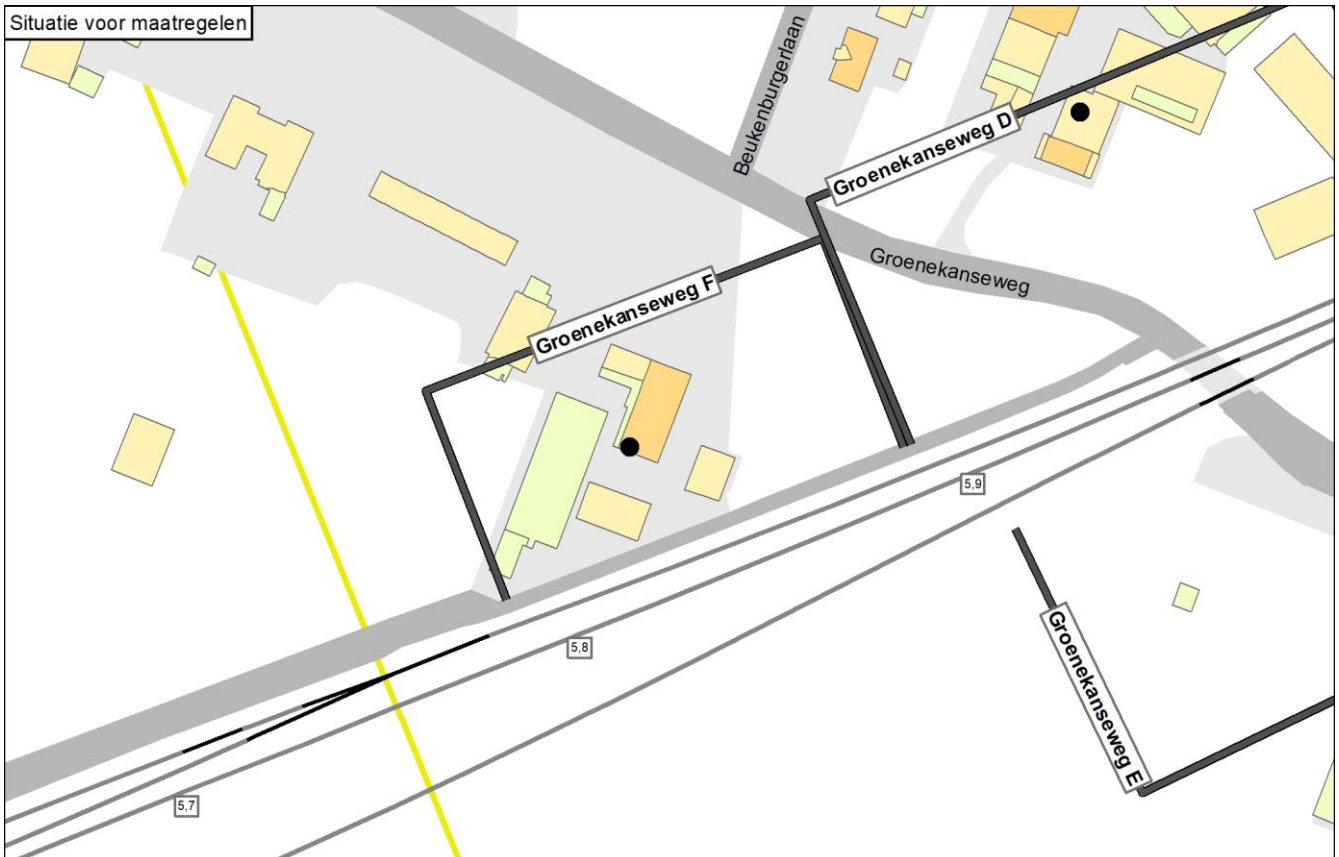 Situatie voor maatregelen
Beukenburgerlaan
Groenekanseweg D
Groenekanseweg
Groenekanseweg F
5,9
Groenekanseweg E
5,8
5,7